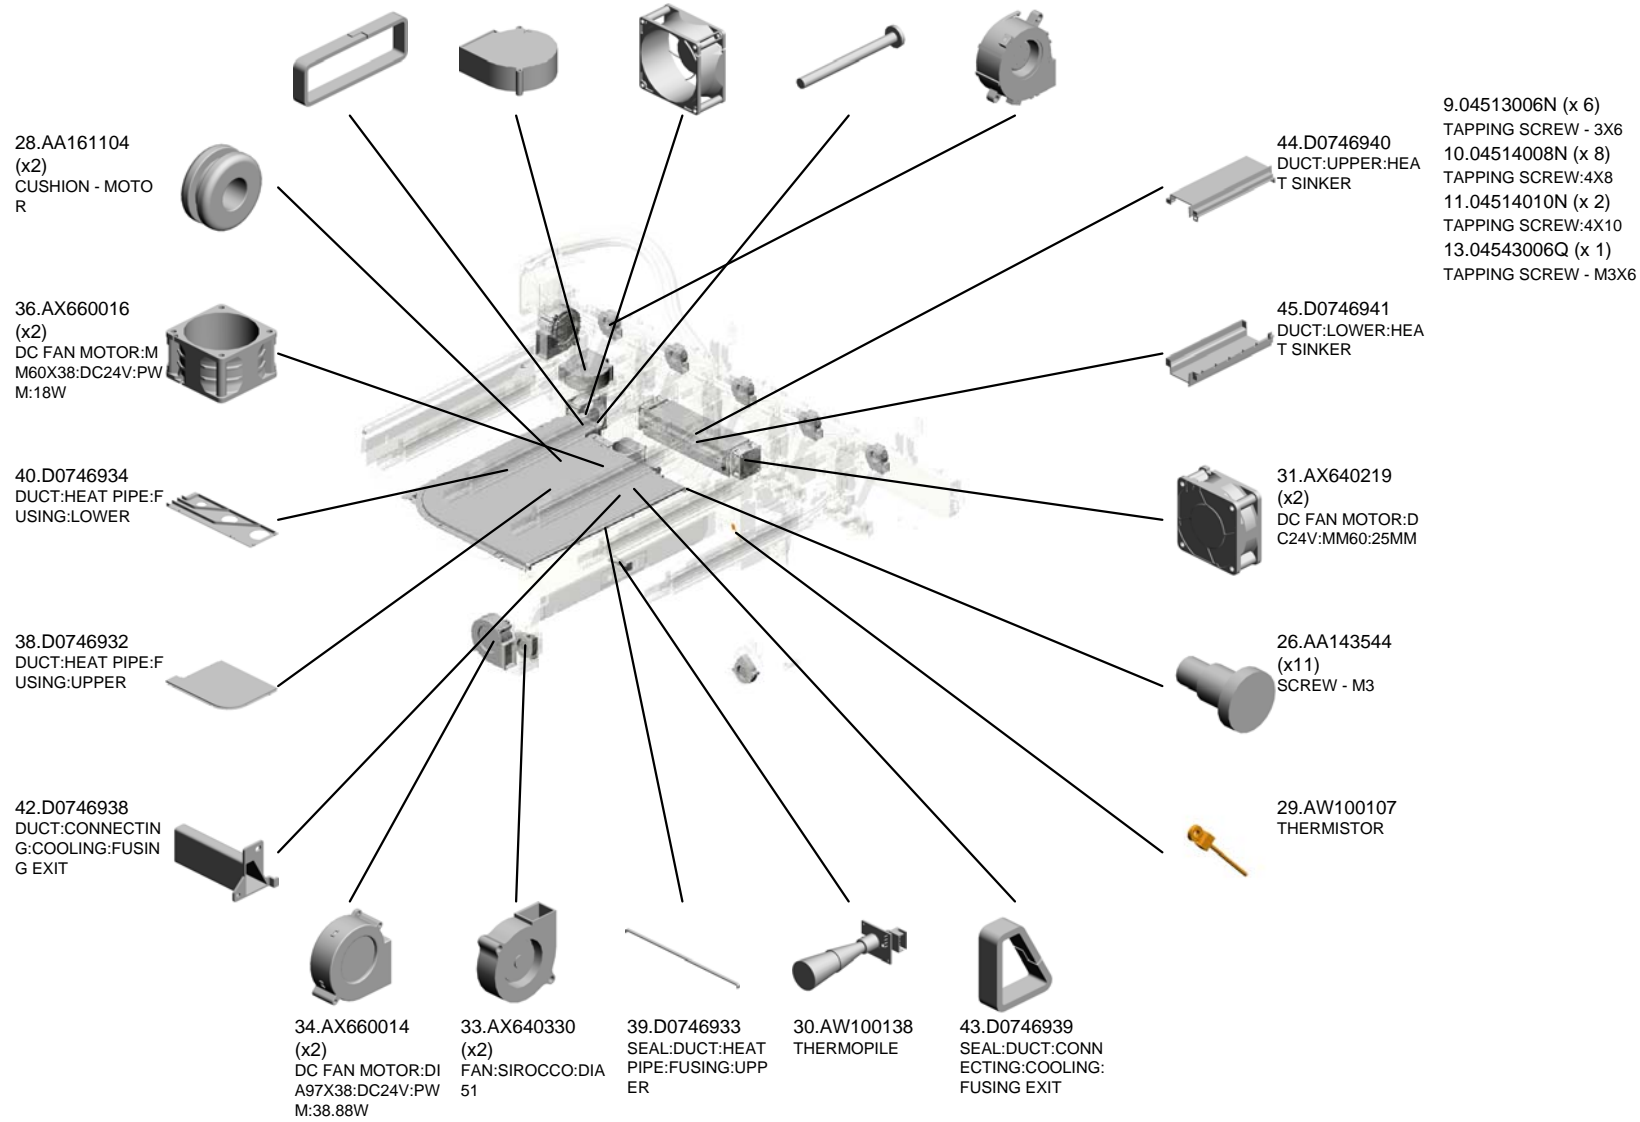 28.AA161104
(x2)
CUSHION - MOTO
R
36.AX660016
(x2)
DC FAN MOTOR:M
M60X38:DC24V:PW
M:18W
40.D0746934
DUCT:HEAT PIPE:F
USING:LOWER
38.D0746932
DUCT:HEAT PIPE:F
USING:UPPER
42.D0746938
DUCT:CONNECTIN
G:COOLING:FUSIN
G EXIT
34.AX660014
(x2)
DC FAN MOTOR:DI
A97X38:DC24V:PW
M:38.88W
33.AX640330
(x2)
FAN:SIROCCO:DIA
51
39.D0746933
SEAL:DUCT:HEAT
PIPE:FUSING:UPP
ER
30.AW100138
THERMOPILE
43.D0746939
SEAL:DUCT:CONN
ECTING:COOLING:
FUSING EXIT
44.D0746940
DUCT:UPPER:HEA
T SINKER
45.D0746941
DUCT:LOWER:HEA
T SINKER
31.AX640219
(x2)
DC FAN MOTOR:D
C24V:MM60:25MM
26.AA143544
(x11)
SCREW - M3
29.AW100107
THERMISTOR
9.04513006N (x 6)
TAPPING SCREW - 3X6
10.04514008N (x 8)
TAPPING SCREW:4X8
11.04514010N (x 2)
TAPPING SCREW:4X10
13.04543006Q (x 1)
TAPPING SCREW - M3X6